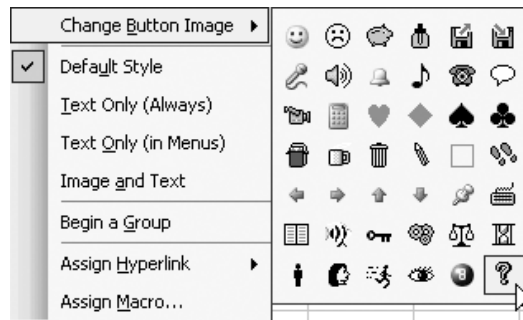 Change Button Image
Default Style
Text Only (Always)
Text Only (in Menus)
Image and Text
Begin a Group
Assign Hyperlink
Assign Macro...